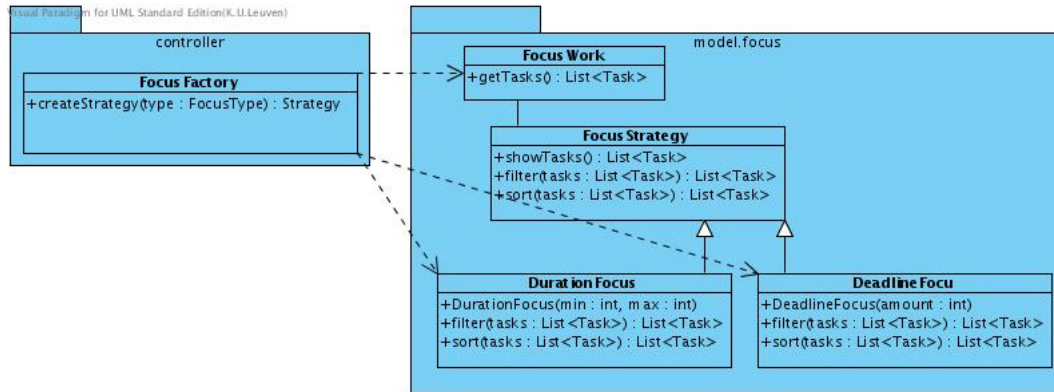 Visual Paradigm for UML Standard Edition(K.U.Leuven)
controller
Focus Factory
+createStrategy(type : FocusType) : Strategy
model.focus
Focus Work
+getTasks() : List<Task>
Focus Strategy
+showTasks() : List<Task>
+filter(tasks : List<Task>) : List<Task>
+sort(tasks : List<Task>) : List<Task>
Duration Focus
+DurationFocus(min : int, max : int)
+filter(tasks : List<Task>) : List<Task>
+sort(tasks : List<Task>) : List<Task>
Deadline Focu
+DeadlineFocus(amount : int)
+filter(tasks : List<Task>) : List<Task>
+sort(tasks : List<Task>) : List<Task>